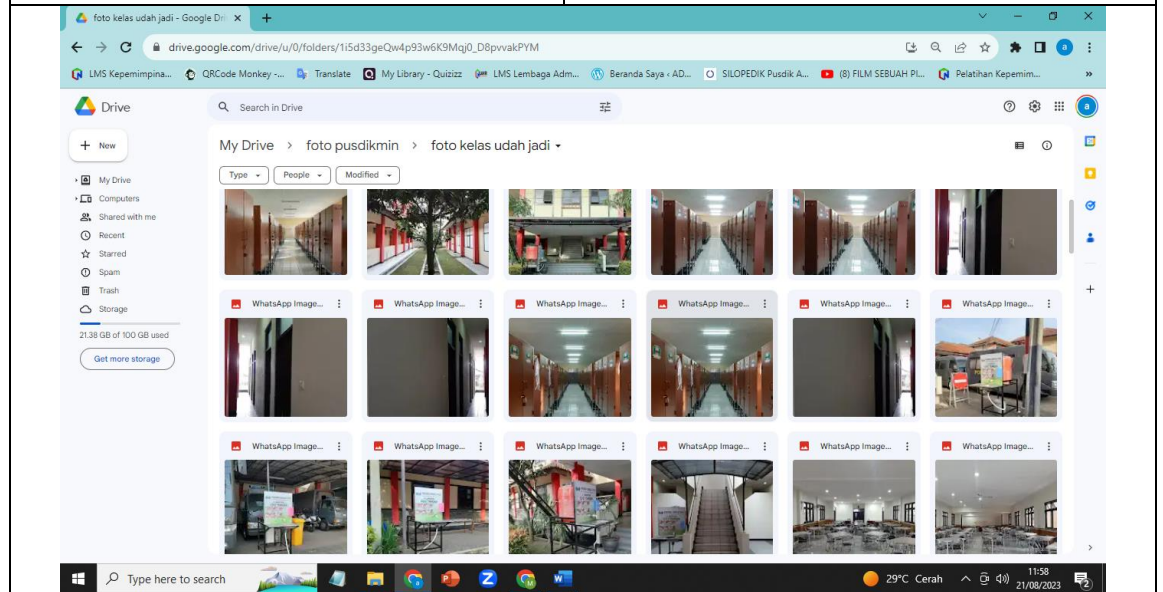 foto kelas udah jadi - Google Dri
drive.google.com/drive/u/0/folders/1i5d33geQw4p93w6K9Mqj0_D8pvvakPYM
LMS Kepemimpina... QRCode Monkey -... Translate My Library - Quizizz LMS Lembaga Adm... Beranda Saya ‹ AD... SILOPEDIK Pusdik A... (8) FILM SEBUAH PI... Pelatihan Kepemim... »
Drive Search in Drive a
New My Drive > foto pusdikmin > foto kelas udah jadi
Type People Modified
My Drive
Computers
Shared with me
Recent
Starred
Spam
Trash
Storage
21.38 GB of 100 GB used
Get more storage
WhatsApp Image... WhatsApp Image... WhatsApp Image... WhatsApp Image... WhatsApp Image... WhatsApp Image...
WhatsApp Image... WhatsApp Image... WhatsApp Image... WhatsApp Image... WhatsApp Image... WhatsApp Image...
Type here to search 29°C Cerah 11:58
21/08/2023